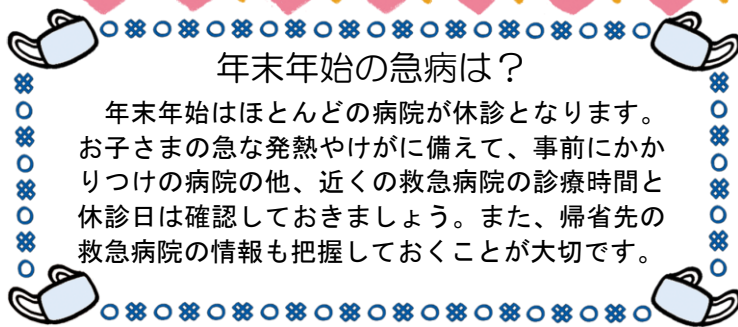 年末年始の急病は？
年末年始はほとんどの病院が休診となります。
お子さまの急な発熱やけがに備えて、事前にかか
りつけの病院の他、近くの救急病院の診療時間と
休診日は確認しておきましょう。また、帰省先の
救急病院の情報も把握しておくことが大切です。